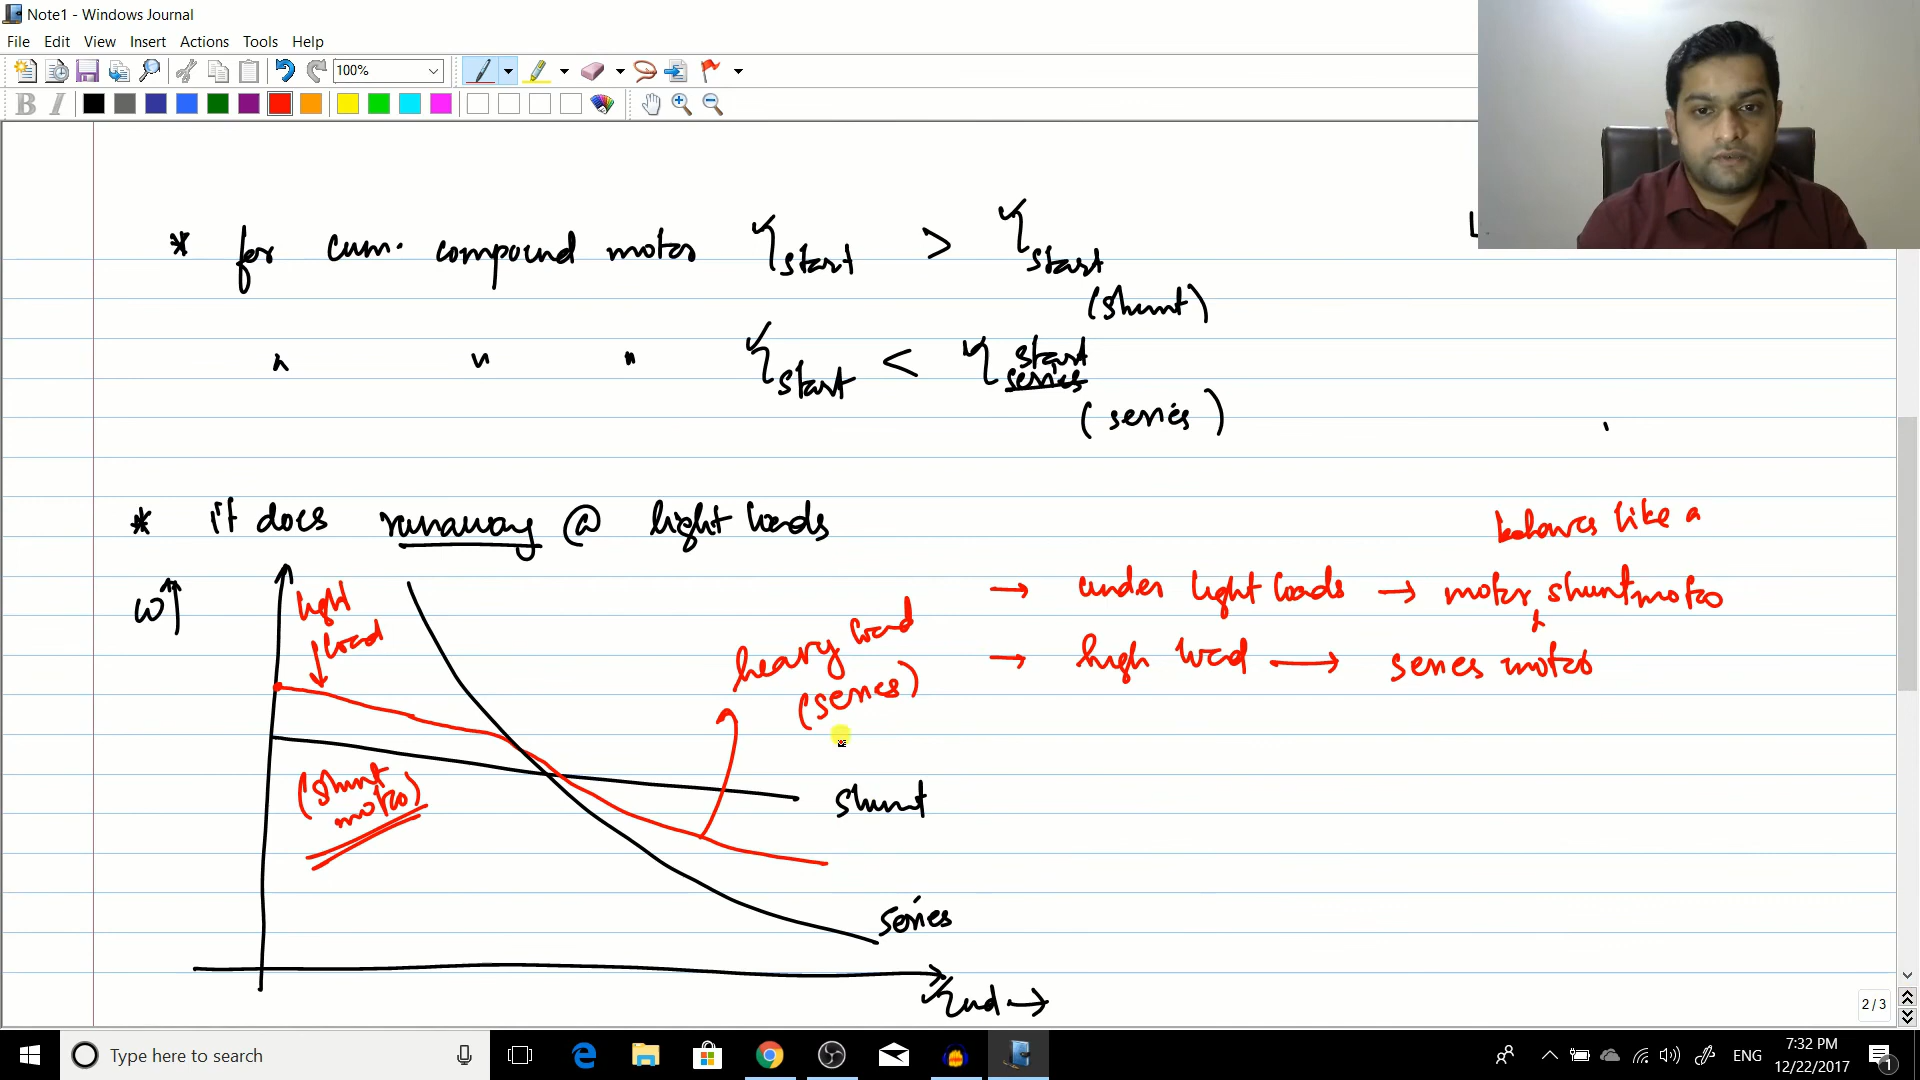 Note1 - Windows Journal
File Edit View Insert Actions Tools Help
100%
B I
* for cum. compound motor τstart > τstart
(shunt)
" " " τstart < τstart
series
(series)
* it does runaway @ light loads
behaves like a
→ under light loads → motor shunt motor
→ high load → series motor
ω↑
light
load
heavy load
(series)
(shunt
motor)
shunt
series
τind →
2 / 3
Type here to search
ENG
7:32 PM
12/22/2017
1